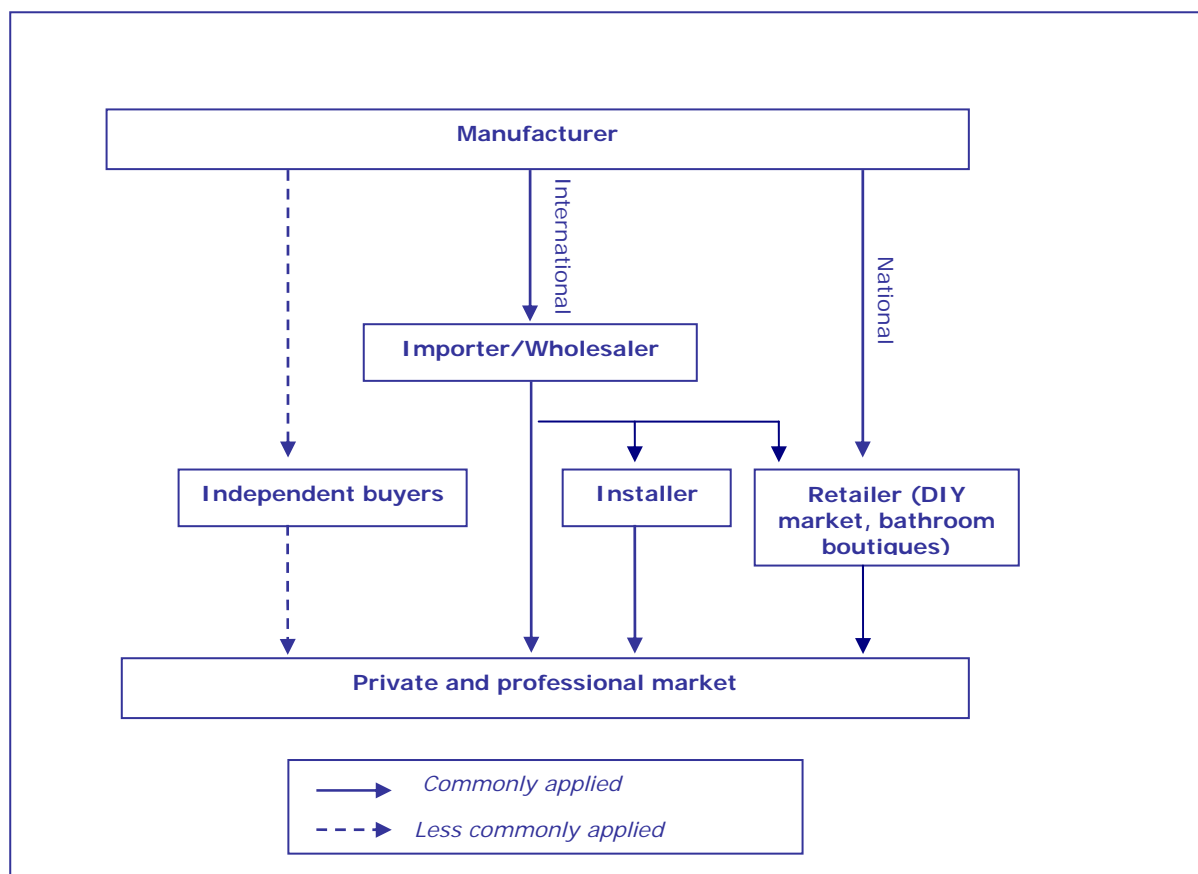 Manufacturer
International
National
Importer/Wholesaler
Independent buyers
Installer
Retailer (DIY
market, bathroom
boutiques)
Private and professional market
Commonly applied
Less commonly applied